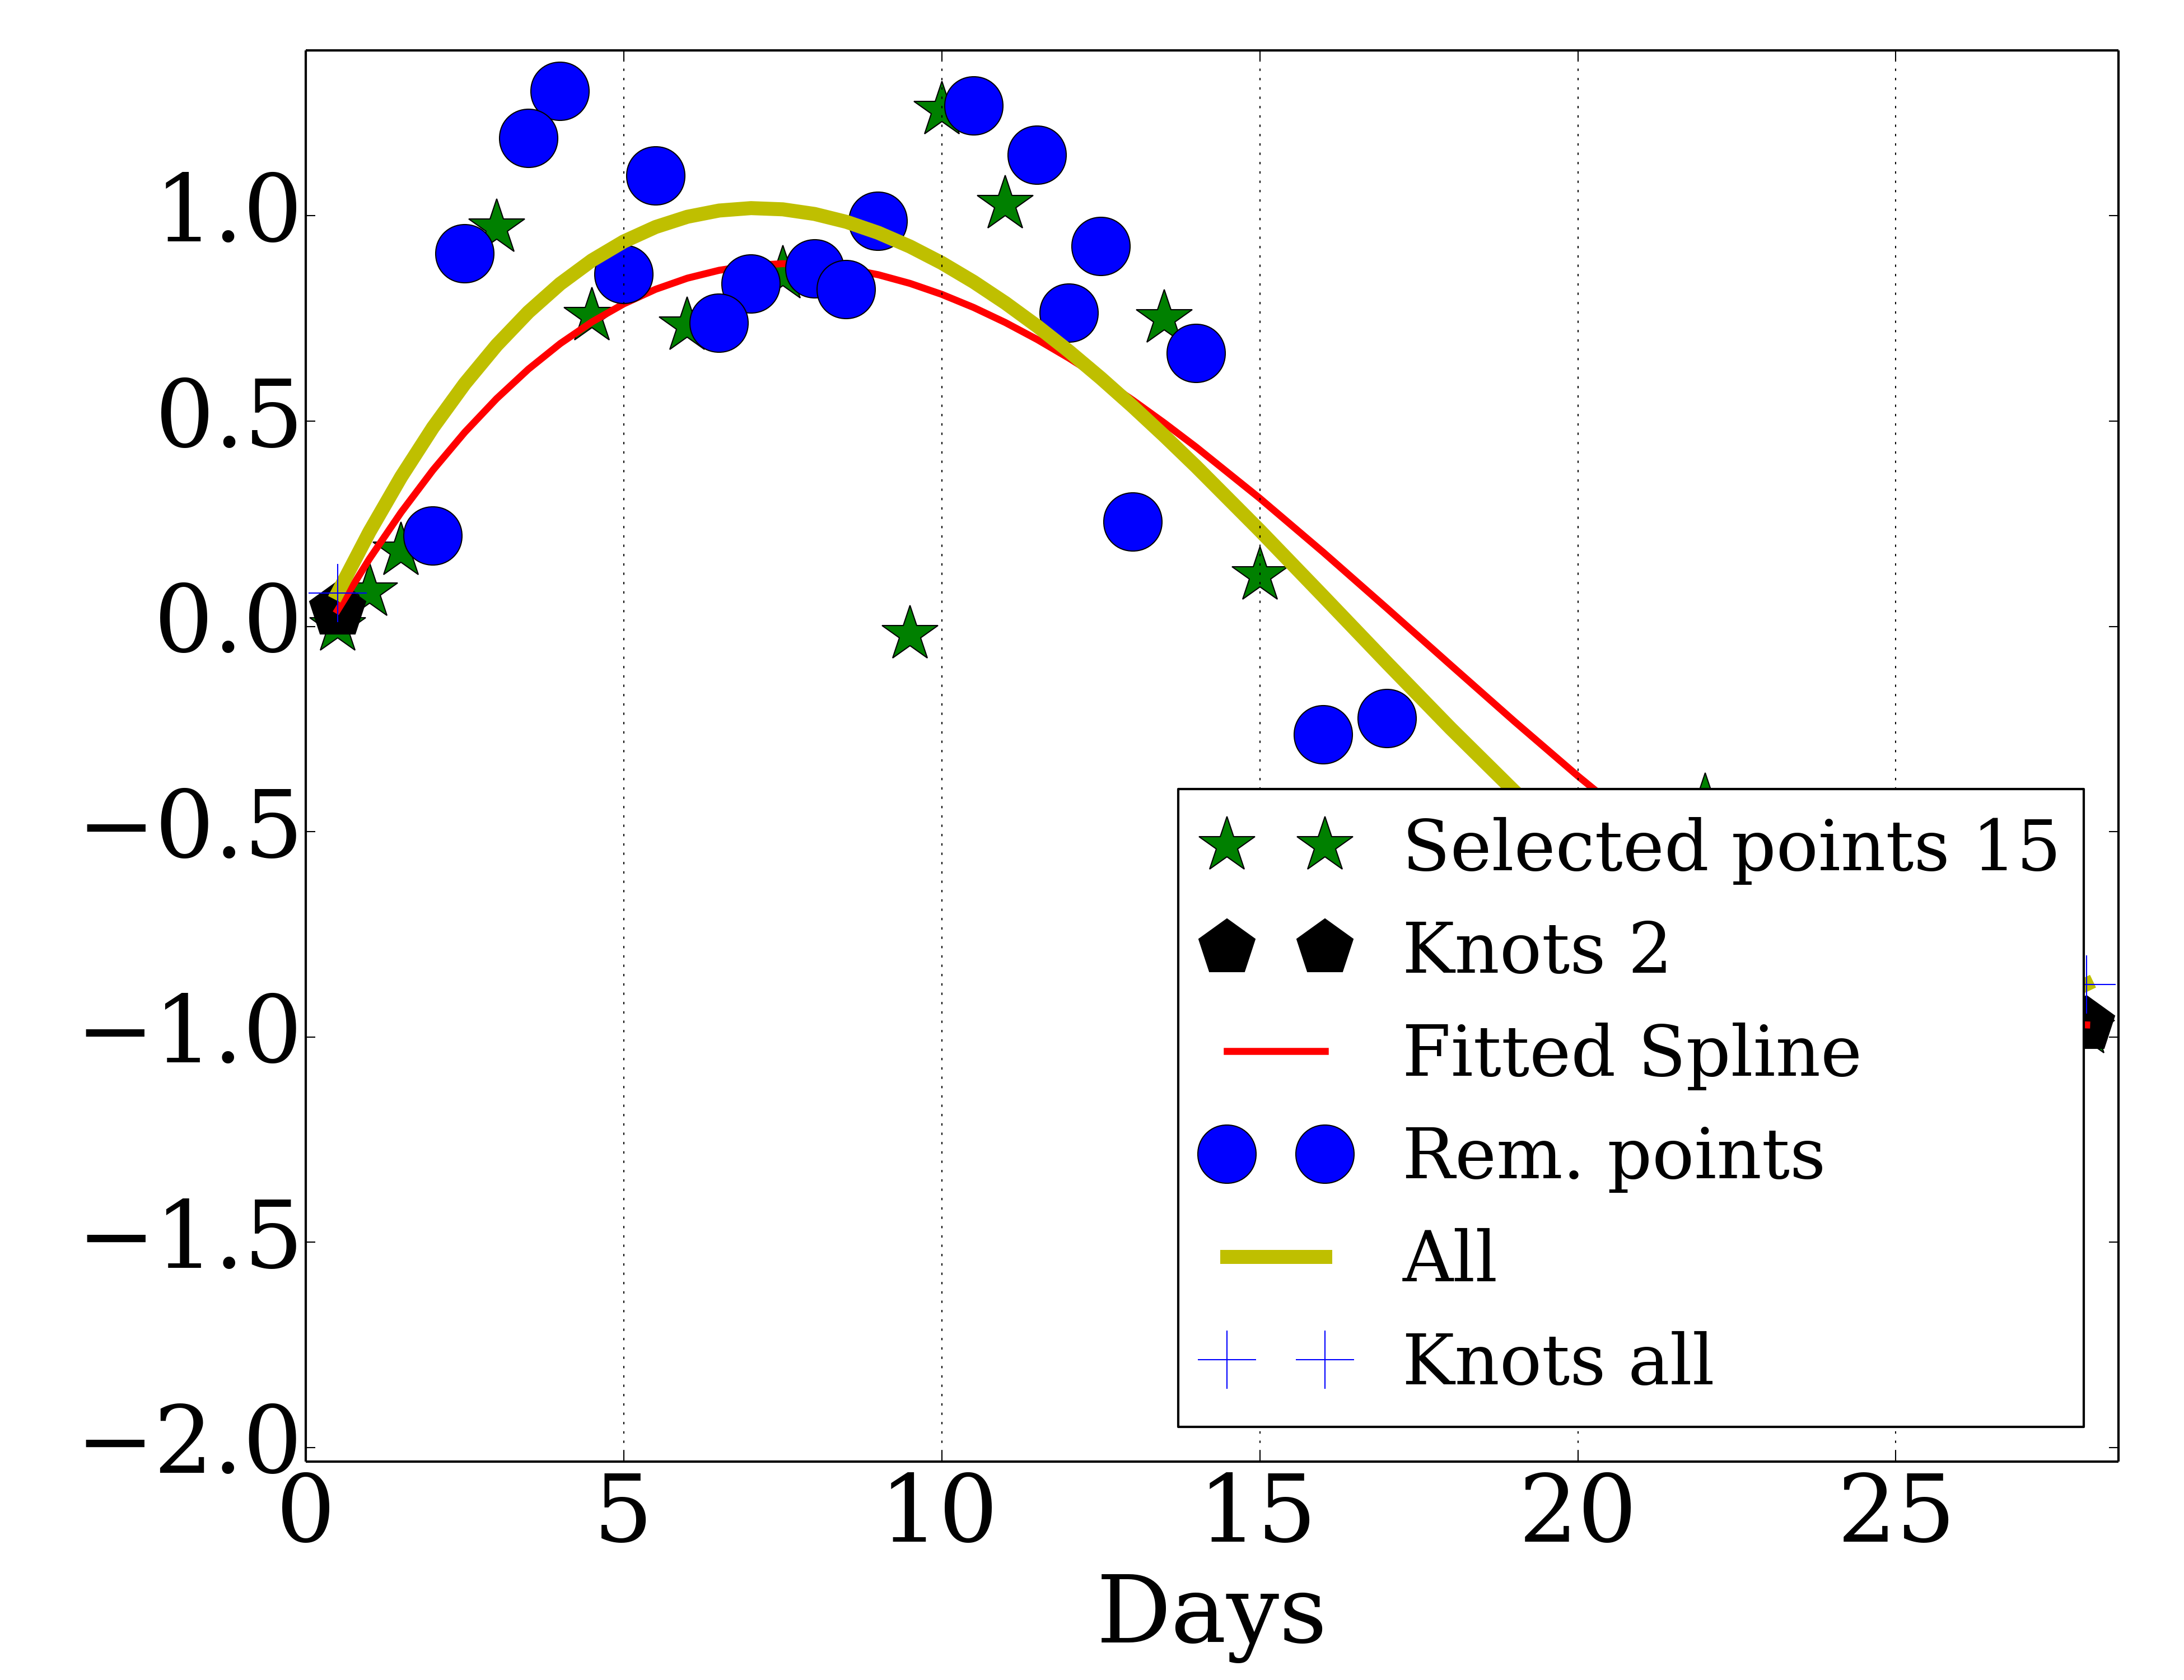 1.0
0.5
0.0
−0.5
−1.0
−1.5
−2.0
Selected points 15
Knots 2
Fitted Spline
Rem. points
All
Knots all
0 5 10 15 20 25
Days